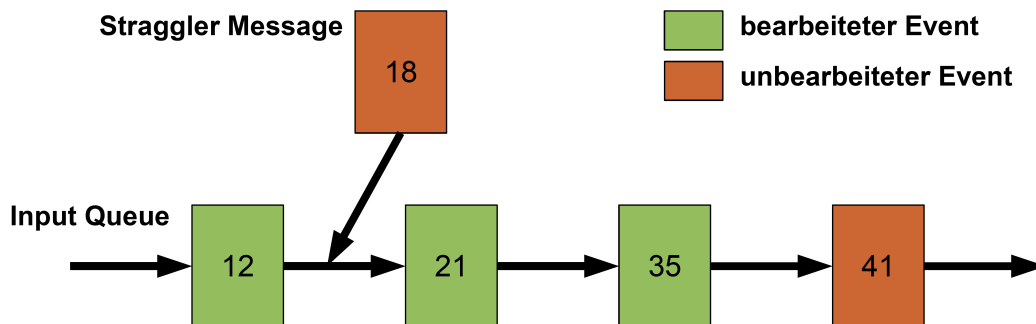 Straggler Message
18
bearbeiteter Event
unbearbeiteter Event
Input Queue
12
21
35
41